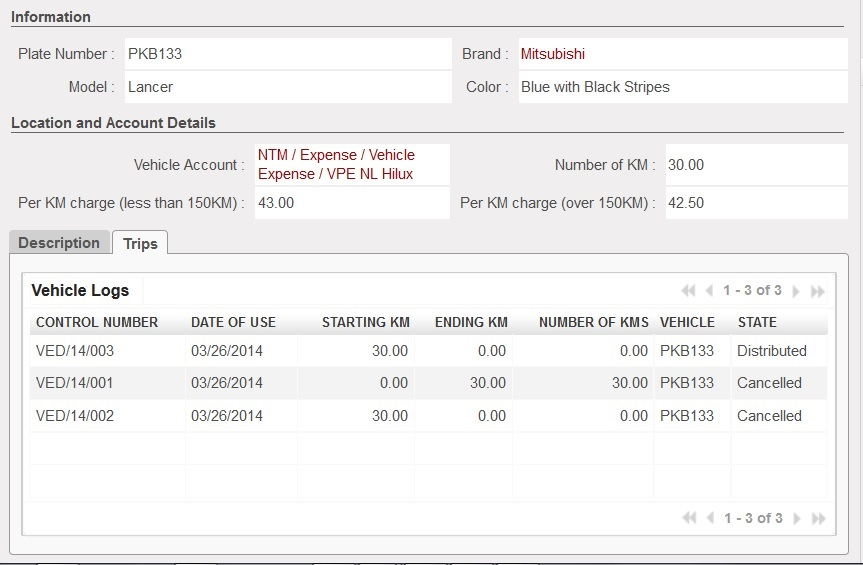 Information
Plate Number : PKB133 Brand : Mitsubishi
Model : Lancer Color : Blue with Black Stripes
Location and Account Details
Vehicle Account : NTM / Expense / Vehicle
Expense / VPE NL Hilux
Number of KM : 30.00
Per KM charge (less than 150KM) : 43.00 Per KM charge (over 150KM) : 42.50
Description Trips
Vehicle Logs 1 - 3 of 3
CONTROL NUMBER DATE OF USE STARTING KM ENDING KM NUMBER OF KMS VEHICLE STATE
VED/14/003 03/26/2014 30.00 0.00 0.00 PKB133 Distributed
VED/14/001 03/26/2014 0.00 30.00 30.00 PKB133 Cancelled
VED/14/002 03/26/2014 30.00 0.00 0.00 PKB133 Cancelled
1 - 3 of 3